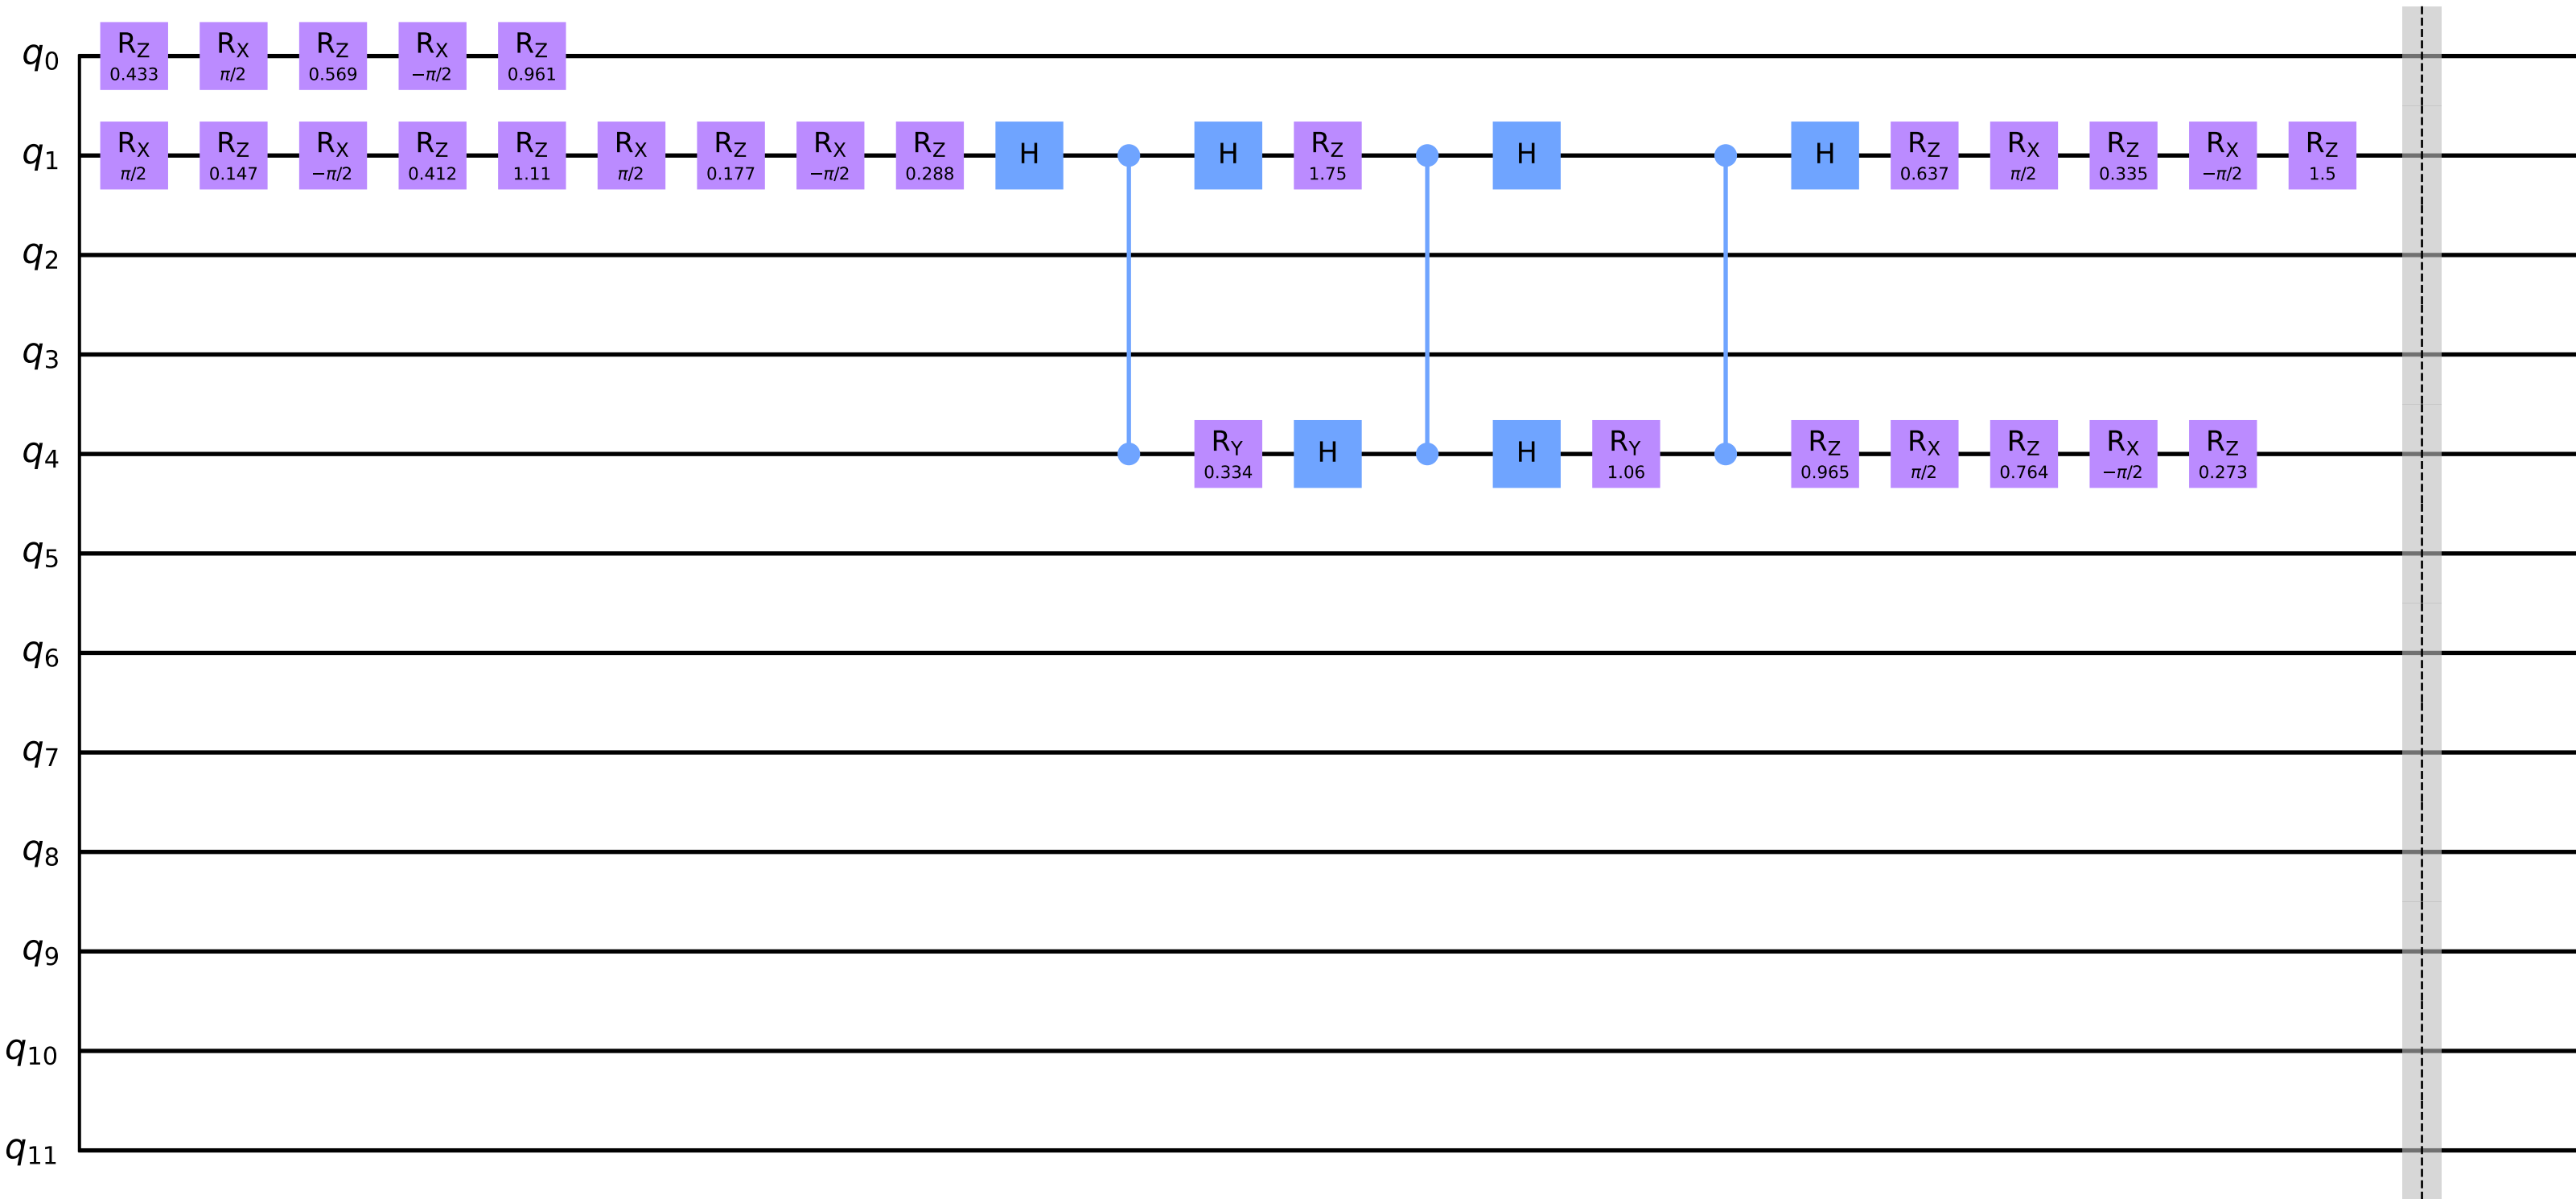 q0 RZ 0.433 RX π/2 RZ 0.569 RX −π/2 RZ 0.961
q1 RX π/2 RZ 0.147 RX −π/2 RZ 0.412 RZ 1.11 RX π/2 RZ 0.177 RX −π/2 RZ 0.288 H H RZ 1.75 H H RZ 0.637 RX π/2 RZ 0.335 RX −π/2 RZ 1.5
q2
q3
q4 RY 0.334 H H RY 1.06 RZ 0.965 RX π/2 RZ 0.764 RX −π/2 RZ 0.273
q5
q6
q7
q8
q9
q10
q11